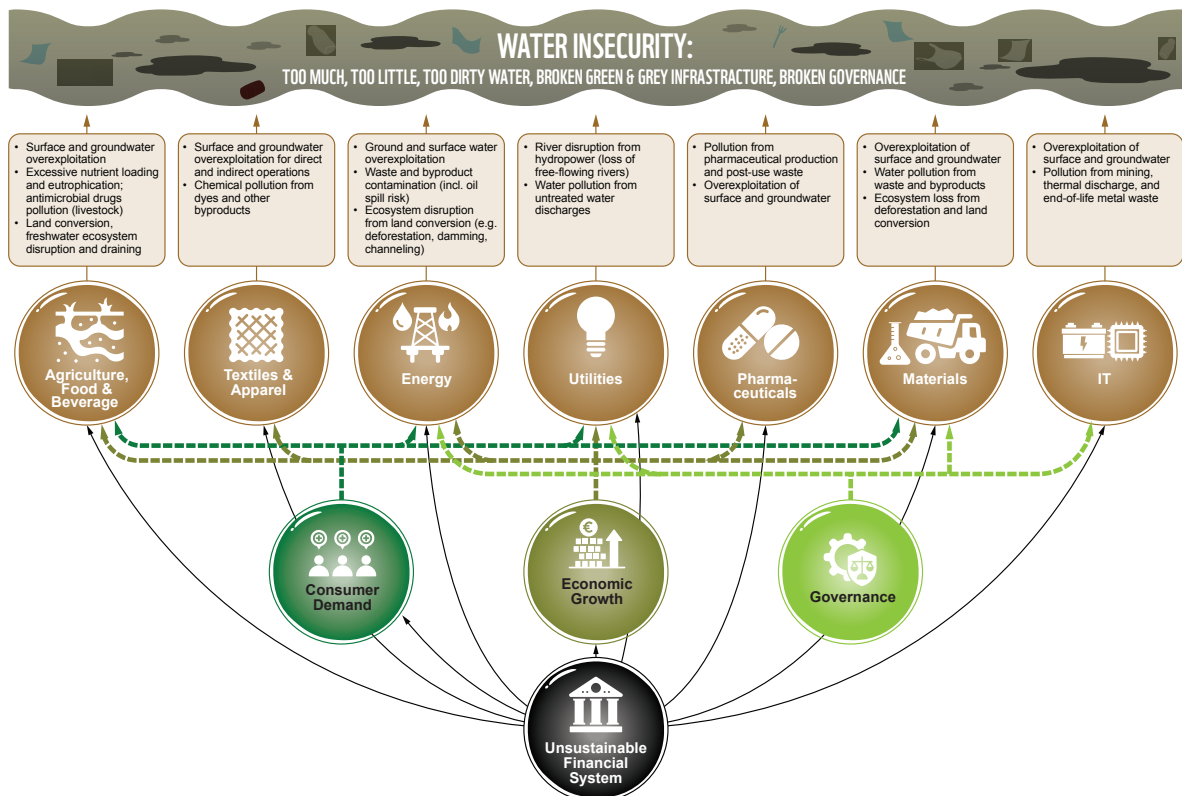 WATER INSECURITY:
TOO MUCH, TOO LITTLE, TOO DIRTY WATER, BROKEN GREEN & GREY INFRASTRACTURE, BROKEN GOVERNANCE
• Surface and groundwater
overexploitation
• Excessive nutrient loading
and eutrophication;
antimicrobial drugs
pollution (livestock)
• Land conversion,
freshwater ecosystem
disruption and draining
• Surface and groundwater
overexploitation for direct
and indirect operations
• Chemical pollution from
dyes and other
byproducts
• Ground and surface water
overexploitation
• Waste and byproduct
contamination (incl. oil
spill risk)
• Ecosystem disruption
from land conversion (e.g.
deforestation, damming,
channeling)
• River disruption from
hydropower (loss of
free-flowing rivers)
• Water pollution from
untreated water
discharges
• Pollution from
pharmaceutical production
and post-use waste
• Overexploitation of
surface and groundwater
• Overexploitation of
surface and groundwater
• Water pollution from
waste and byproducts
• Ecosystem loss from
deforestation and land
conversion
• Overexploitation of
surface and groundwater
• Pollution from mining,
thermal discharge, and
end-of-life metal waste
Agriculture,
Food &
Beverage
Textiles &
Apparel
Energy
Utilities
Pharma-
ceuticals
Materials
IT
Consumer
Demand
€
Economic
Growth
Governance
Unsustainable
Financial
System